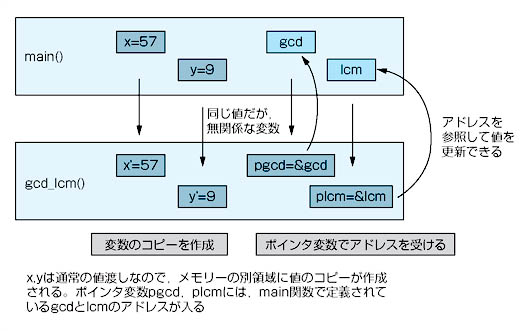 x=57
gcd
main()
y=9
lcm
同じ値だが,
無関係な変数
アドレスを
参照して値を
更新できる
x'=57
pgcd=&gcd
gcd_lcm()
y'=9
plcm=&lcm
変数のコピーを作成
ポインタ変数でアドレスを受ける
x,yは通常の値渡しなので，メモリーの別領域に値のコピーが作成
される。ポインタ変数pgcd，plcmには，main関数で定義されて
いるgcdとlcmのアドレスが入る